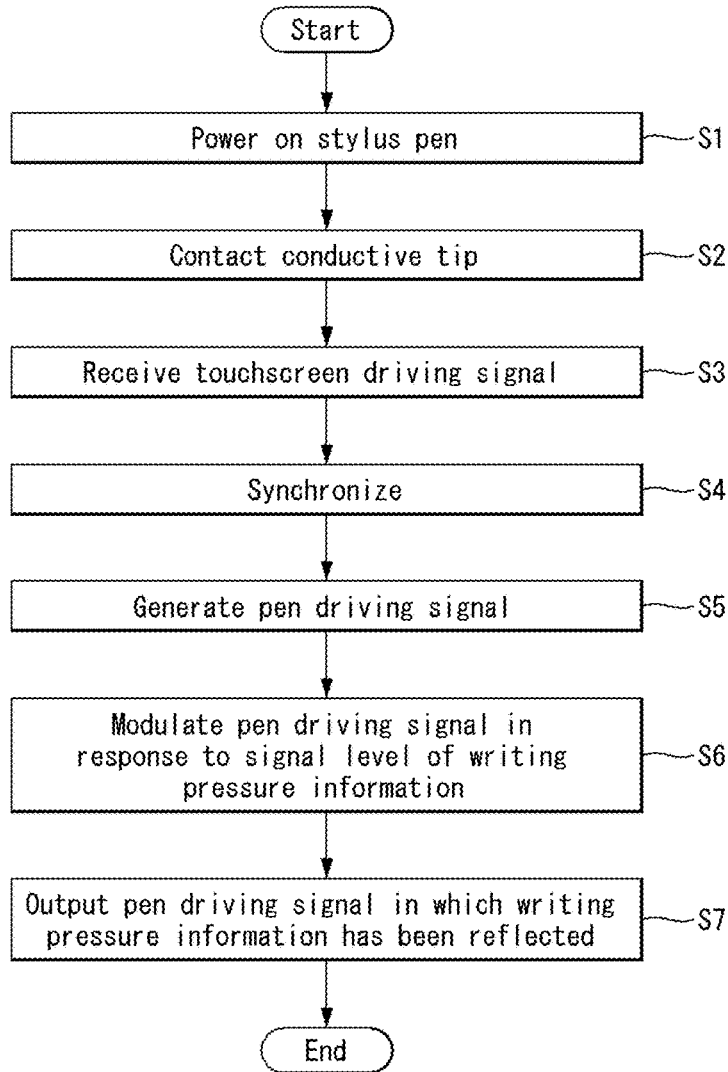 Start
Power on stylus pen
S1
Contact conductive tip
S2
Receive touchscreen driving signal
S3
Synchronize
S4
Generate pen driving signal
S5
Modulate pen driving signal in
response to signal level of writing
pressure information
S6
Output pen driving signal in which writing
pressure information has been reflected
S7
End